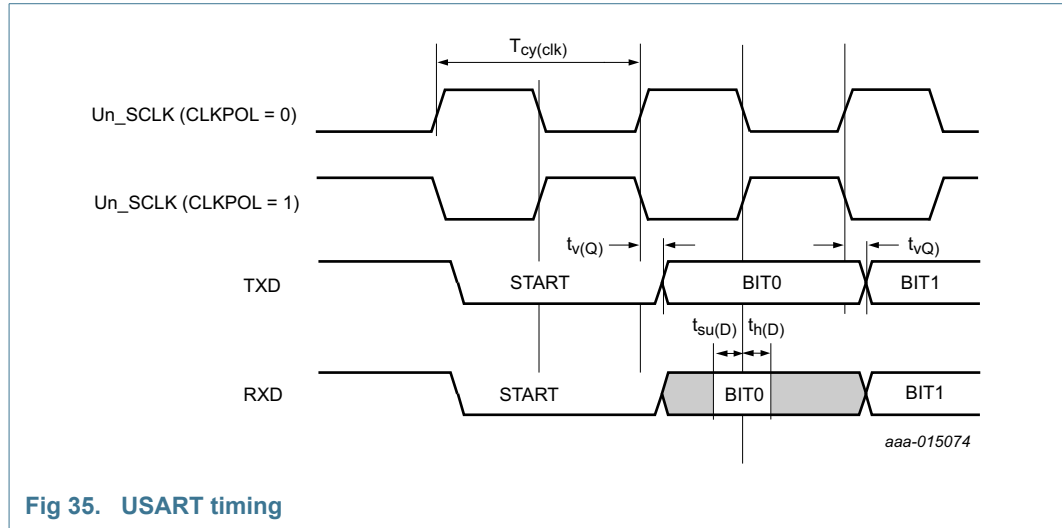 Tcy(clk)
Un_SCLK (CLKPOL = 0)
Un_SCLK (CLKPOL = 1)
tv(Q) tvQ)
TXD START BIT0 BIT1
tsu(D) th(D)
RXD START BIT0 BIT1
aaa-015074
Fig 35. USART timing